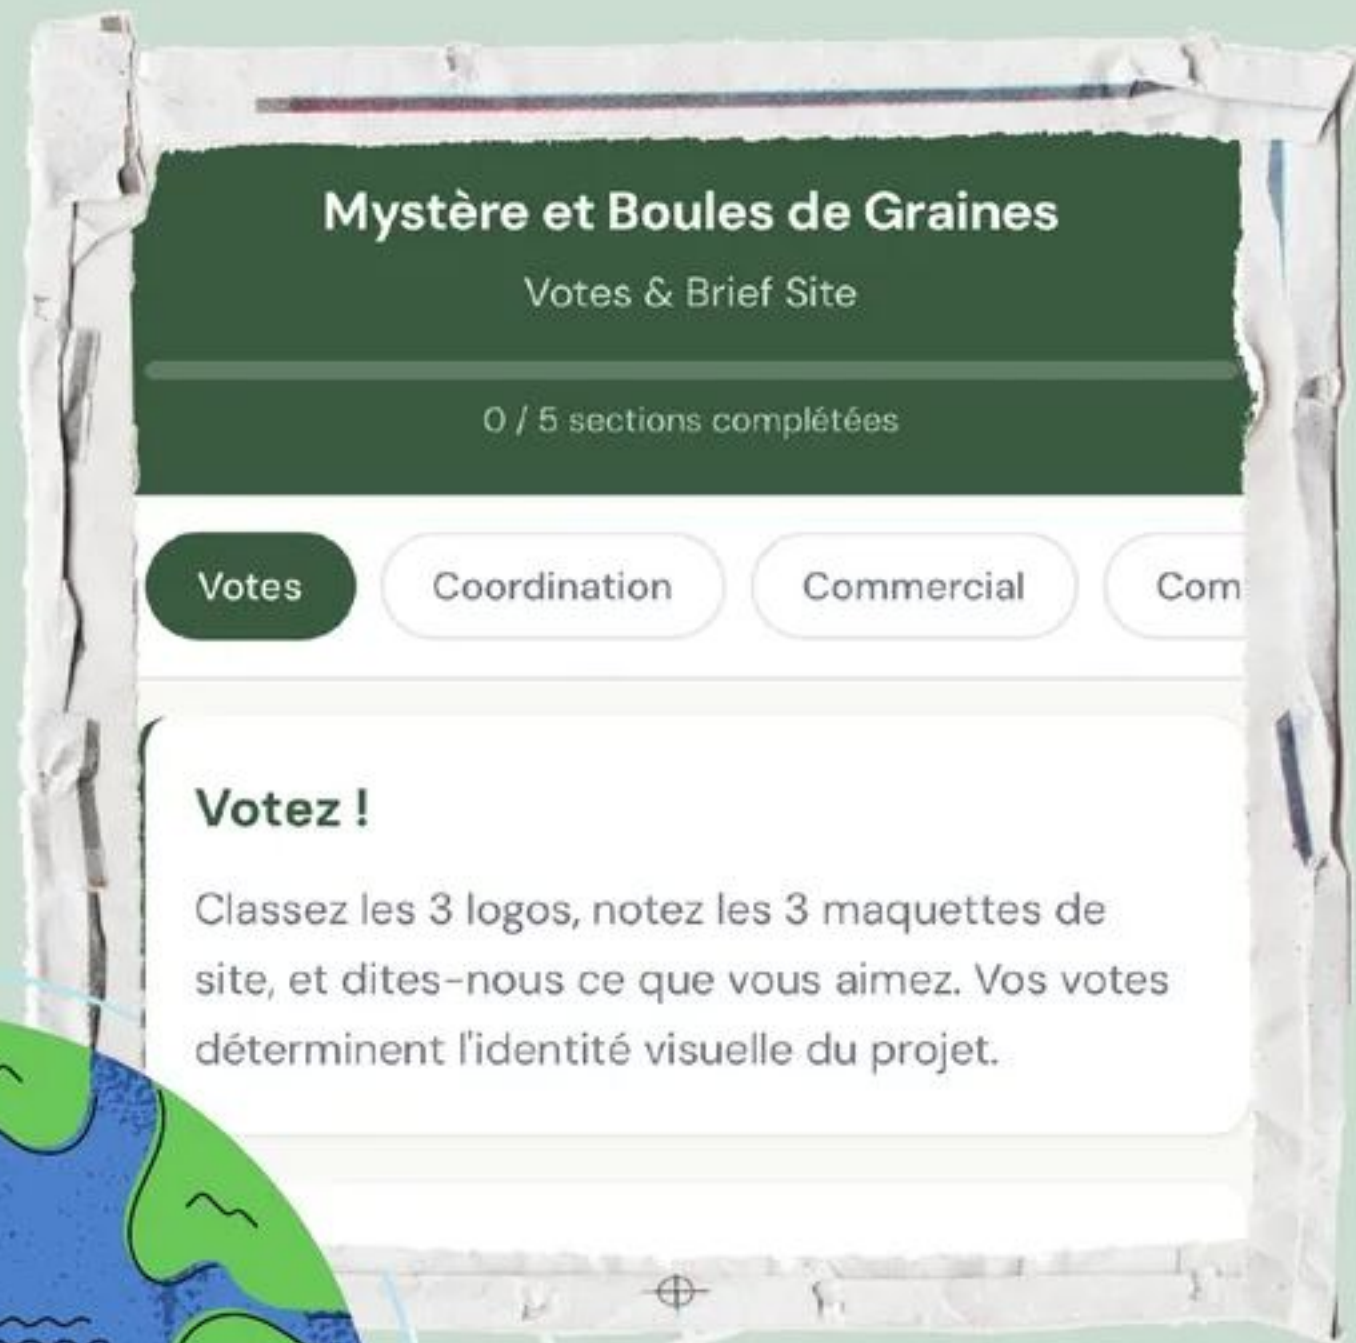 Mystère et Boules de Graines
Votes & Brief Site
0 / 5 sections complétées
Votes
Coordination
Commercial
Com
Votez !
Classez les 3 logos, notez les 3 maquettes de
site, et dites-nous ce que vous aimez. Vos votes
déterminent l'identité visuelle du projet.